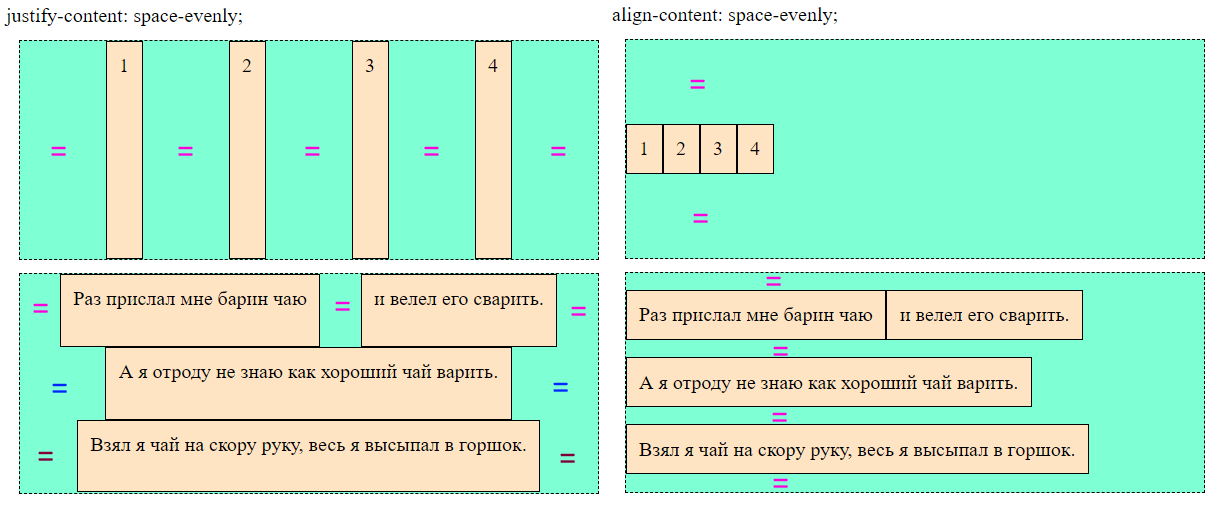 justify-content: space-evenly;
= 1 = 2 = 3 = 4 =
= Раз прислал мне барин чаю = и велел его сварить. =
= А я отроду не знаю как хороший чай варить. =
= Взял я чай на скору руку, весь я высыпал в горшок. =
align-content: space-evenly;
=
1 2 3 4
=
=
Раз прислал мне барин чаю и велел его сварить.
=
А я отроду не знаю как хороший чай варить.
=
Взял я чай на скору руку, весь я высыпал в горшок.
=